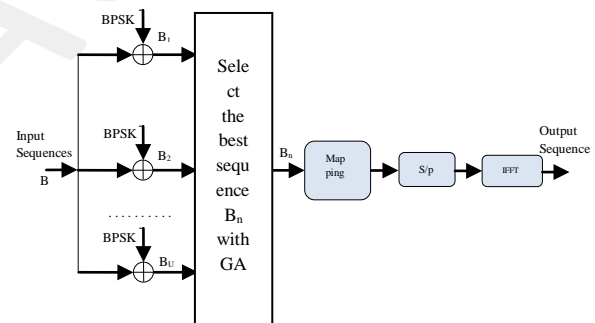 BPSK
B1
BPSK
B2
..........
BPSK
BU
Input
Sequences
B
Sele
ct
the
best
sequ
ence
Bn
with
GA
Bn
Map
ping
S/p
IFFT
Output
Sequence